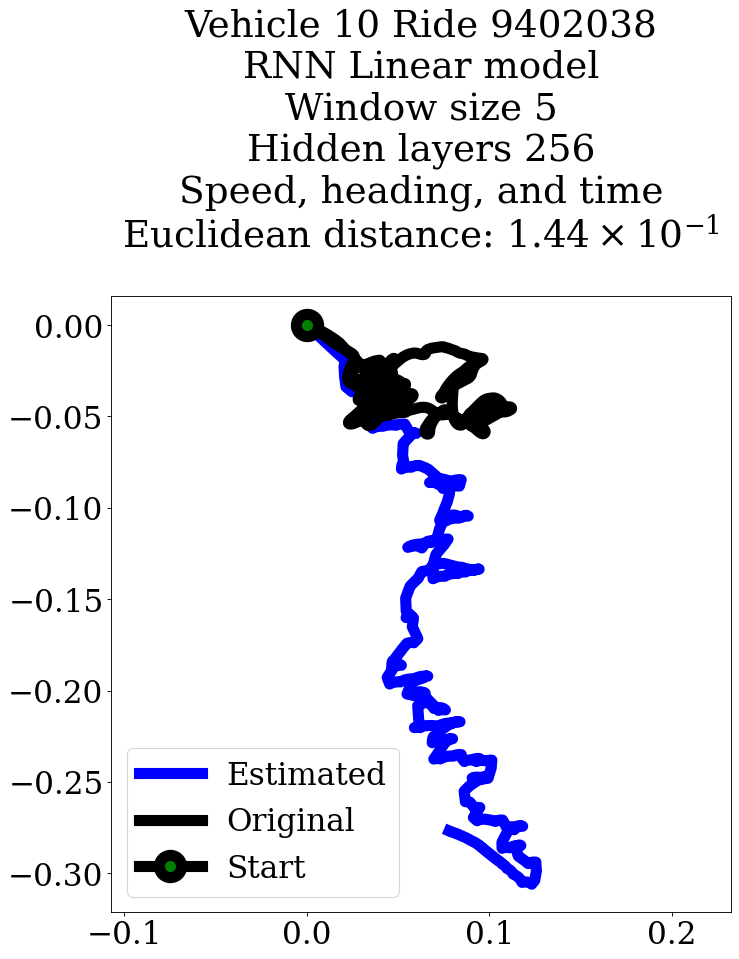 Vehicle 10 Ride 9402038
RNN Linear model
Window size 5
Hidden layers 256
Speed, heading, and time
Euclidean distance: 1.44 × 10⁻¹
0.00
−0.05
−0.10
−0.15
−0.20
−0.25
−0.30
Estimated
Original
Start
−0.1 0.0 0.1 0.2